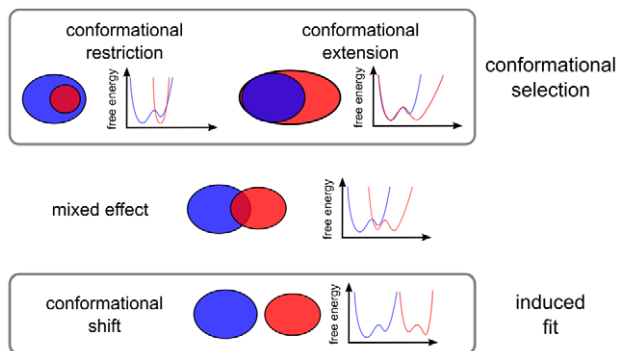 conformational
restriction
conformational
extension
free energy
free energy
conformational
selection
mixed effect
free energy
conformational
shift
free energy
induced
fit